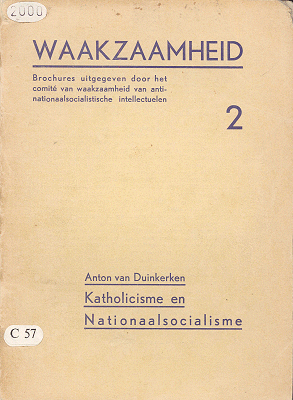 2000
WAAKZAAMHEID
Brochures uitgegeven door het
comité van waakzaamheid van anti-
nationaalsocialistische intellectuelen
2
Anton van Duinkerken
Katholicisme en
Nationaalsocialisme
C 57